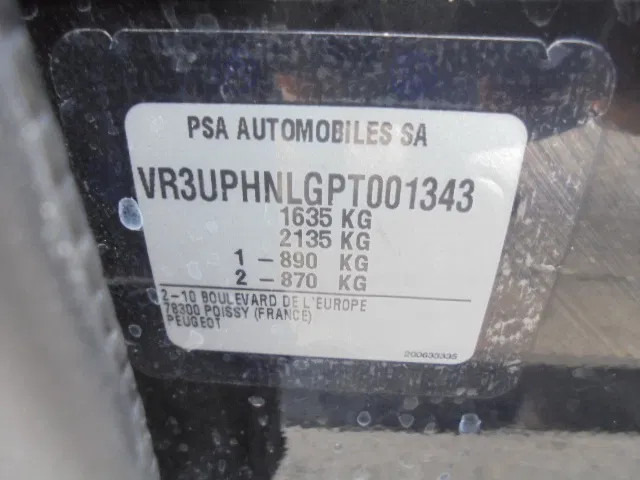 PSA AUTOMOBILES SA
VR3UPHNLGPT001343
1635 KG
2135 KG
1 - 890 KG
2 - 870 KG
2-10 BOULEVARD DE L'EUROPE
78300 POISSY (FRANCE)
PEUGEOT